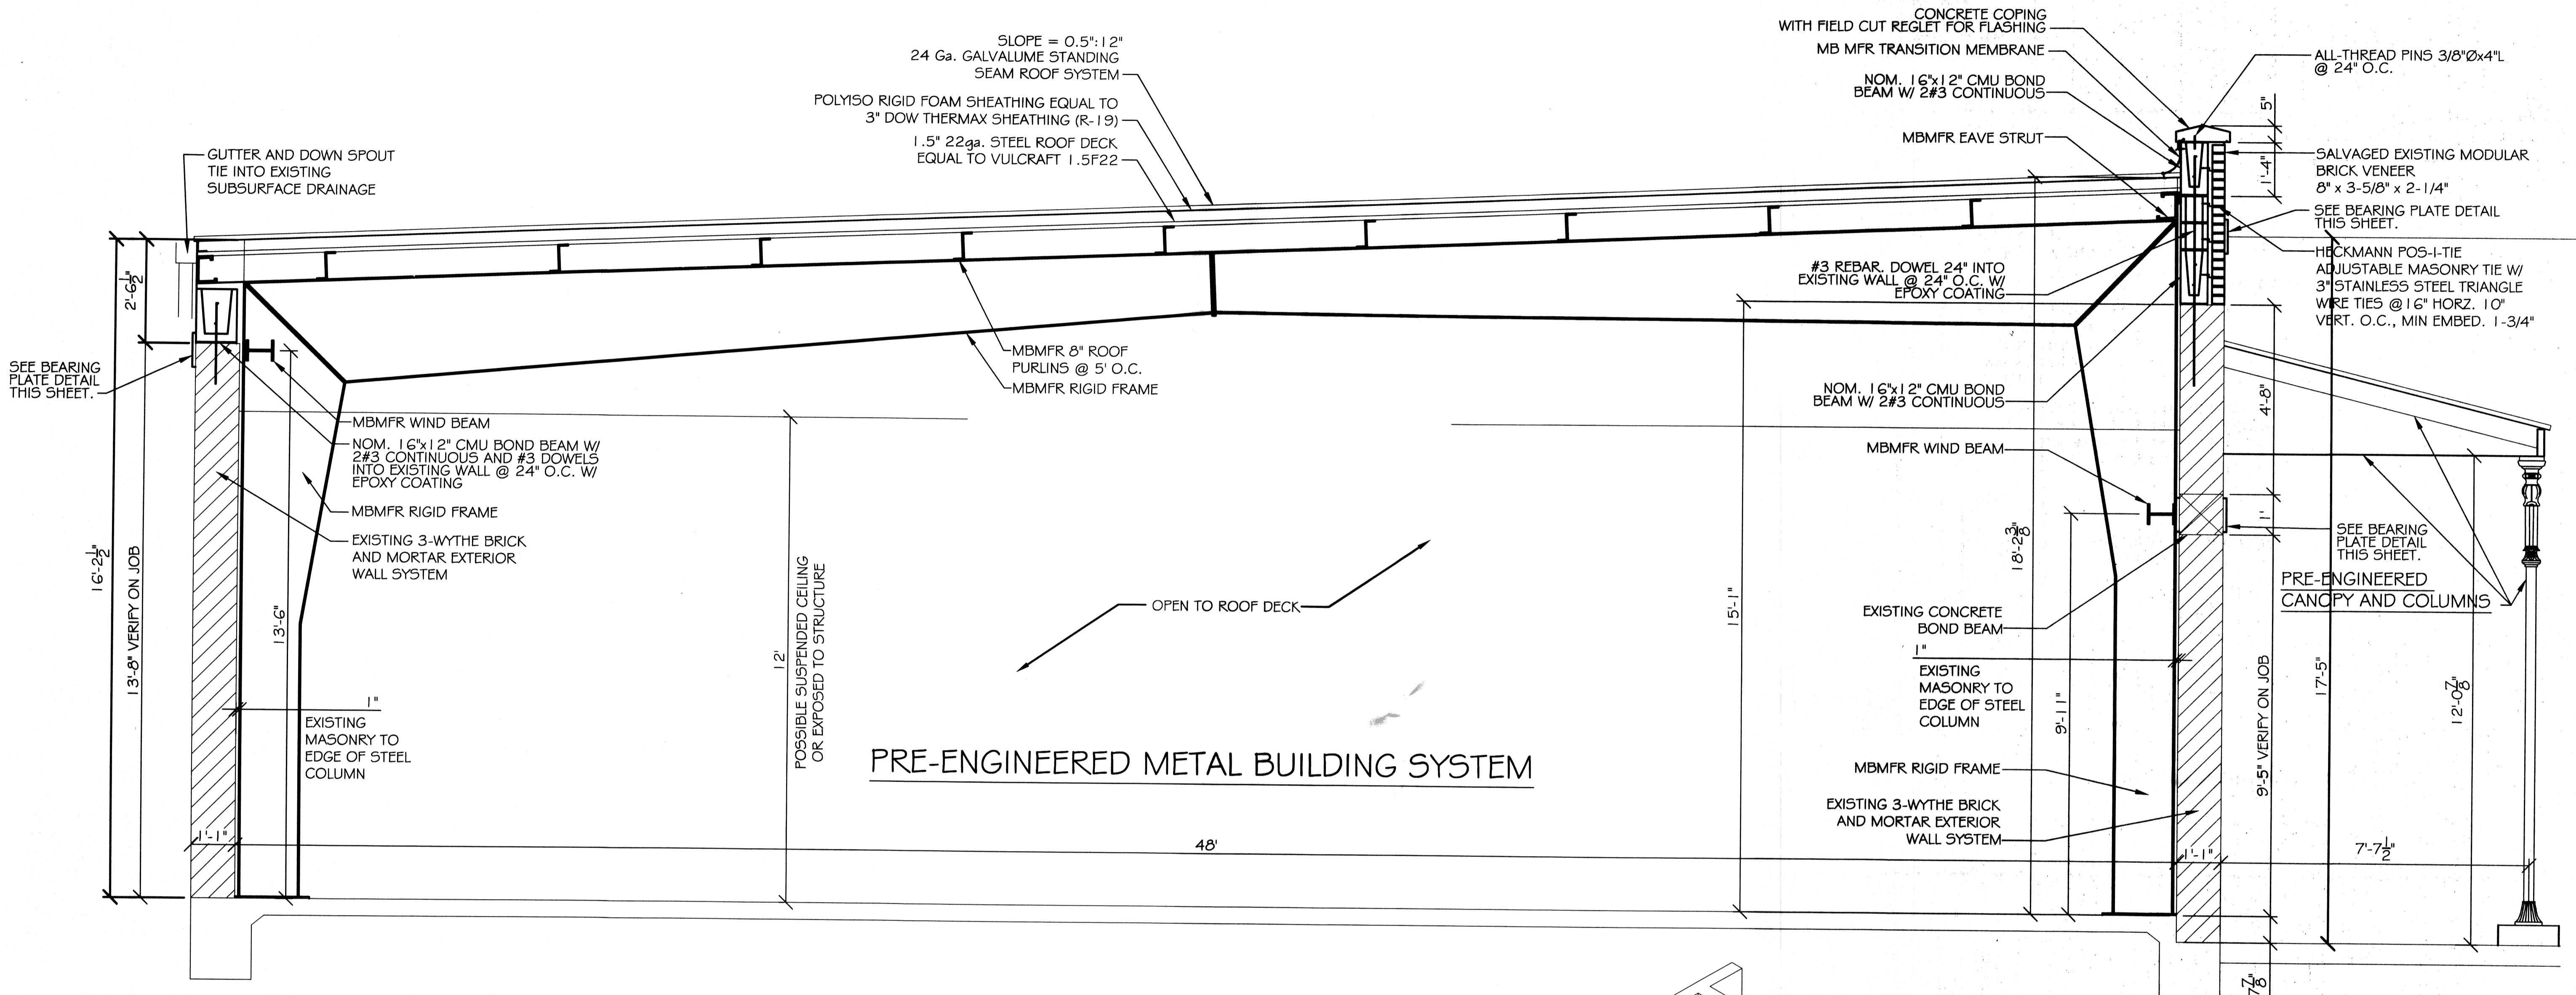 SLOPE = 0.5":12"
24 Ga. GALVALUME STANDING
SEAM ROOF SYSTEM
POLYISO RIGID FOAM SHEATHING EQUAL TO
3" DOW THERMAX SHEATHING (R-19)
1.5" 22ga. STEEL ROOF DECK
EQUAL TO VULCRAFT 1.5F22
CONCRETE COPING
WITH FIELD CUT REGLET FOR FLASHING
MB MFR TRANSITION MEMBRANE
NOM. 16"x12" CMU BOND
BEAM W/ 2#3 CONTINUOUS
MBMFR EAVE STRUT
ALL-THREAD PINS 3/8"Øx4"L
@ 24" O.C.
5"
1'-4"
SALVAGED EXISTING MODULAR
BRICK VENEER
8" x 3-5/8" x 2-1/4"
SEE BEARING PLATE DETAIL
THIS SHEET.
HECKMANN POS-I-TIE
ADJUSTABLE MASONRY TIE W/
3" STAINLESS STEEL TRIANGLE
WIRE TIES @16" HORZ. 10"
VERT. O.C., MIN EMBED. 1-3/4"
GUTTER AND DOWN SPOUT
TIE INTO EXISTING
SUBSURFACE DRAINAGE
2'-6 1/2"
SEE BEARING
PLATE DETAIL
THIS SHEET.
16'-2 1/2"
13'-8" VERIFY ON JOB
13'-6"
MBMFR WIND BEAM
NOM. 16"x12" CMU BOND BEAM W/
2#3 CONTINUOUS AND #3 DOWELS
INTO EXISTING WALL @ 24" O.C. W/
EPOXY COATING
MBMFR RIGID FRAME
EXISTING 3-WYTHE BRICK
AND MORTAR EXTERIOR
WALL SYSTEM
1"
EXISTING
MASONRY TO
EDGE OF STEEL
COLUMN
1'-1"
MBMFR 8" ROOF
PURLINS @ 5' O.C.
MBMFR RIGID FRAME
12'
POSSIBLE SUSPENDED CEILING
OR EXPOSED TO STRUCTURE
OPEN TO ROOF DECK
PRE-ENGINEERED METAL BUILDING SYSTEM
48'
#3 REBAR. DOWEL 24" INTO
EXISTING WALL @ 24" O.C. W/
EPOXY COATING
NOM. 16"x12" CMU BOND
BEAM W/ 2#3 CONTINUOUS
MBMFR WIND BEAM
15'-1"
18'-2 3/8"
9'-11"
EXISTING CONCRETE
BOND BEAM
1"
EXISTING
MASONRY TO
EDGE OF STEEL
COLUMN
MBMFR RIGID FRAME
EXISTING 3-WYTHE BRICK
AND MORTAR EXTERIOR
WALL SYSTEM
1'-1"
4'-8"
1'
9'-5" VERIFY ON JOB
17'-5"
12'-0 7/8"
SEE BEARING
PLATE DETAIL
THIS SHEET.
PRE-ENGINEERED
CANOPY AND COLUMNS
7'-7 1/2"
7/8"